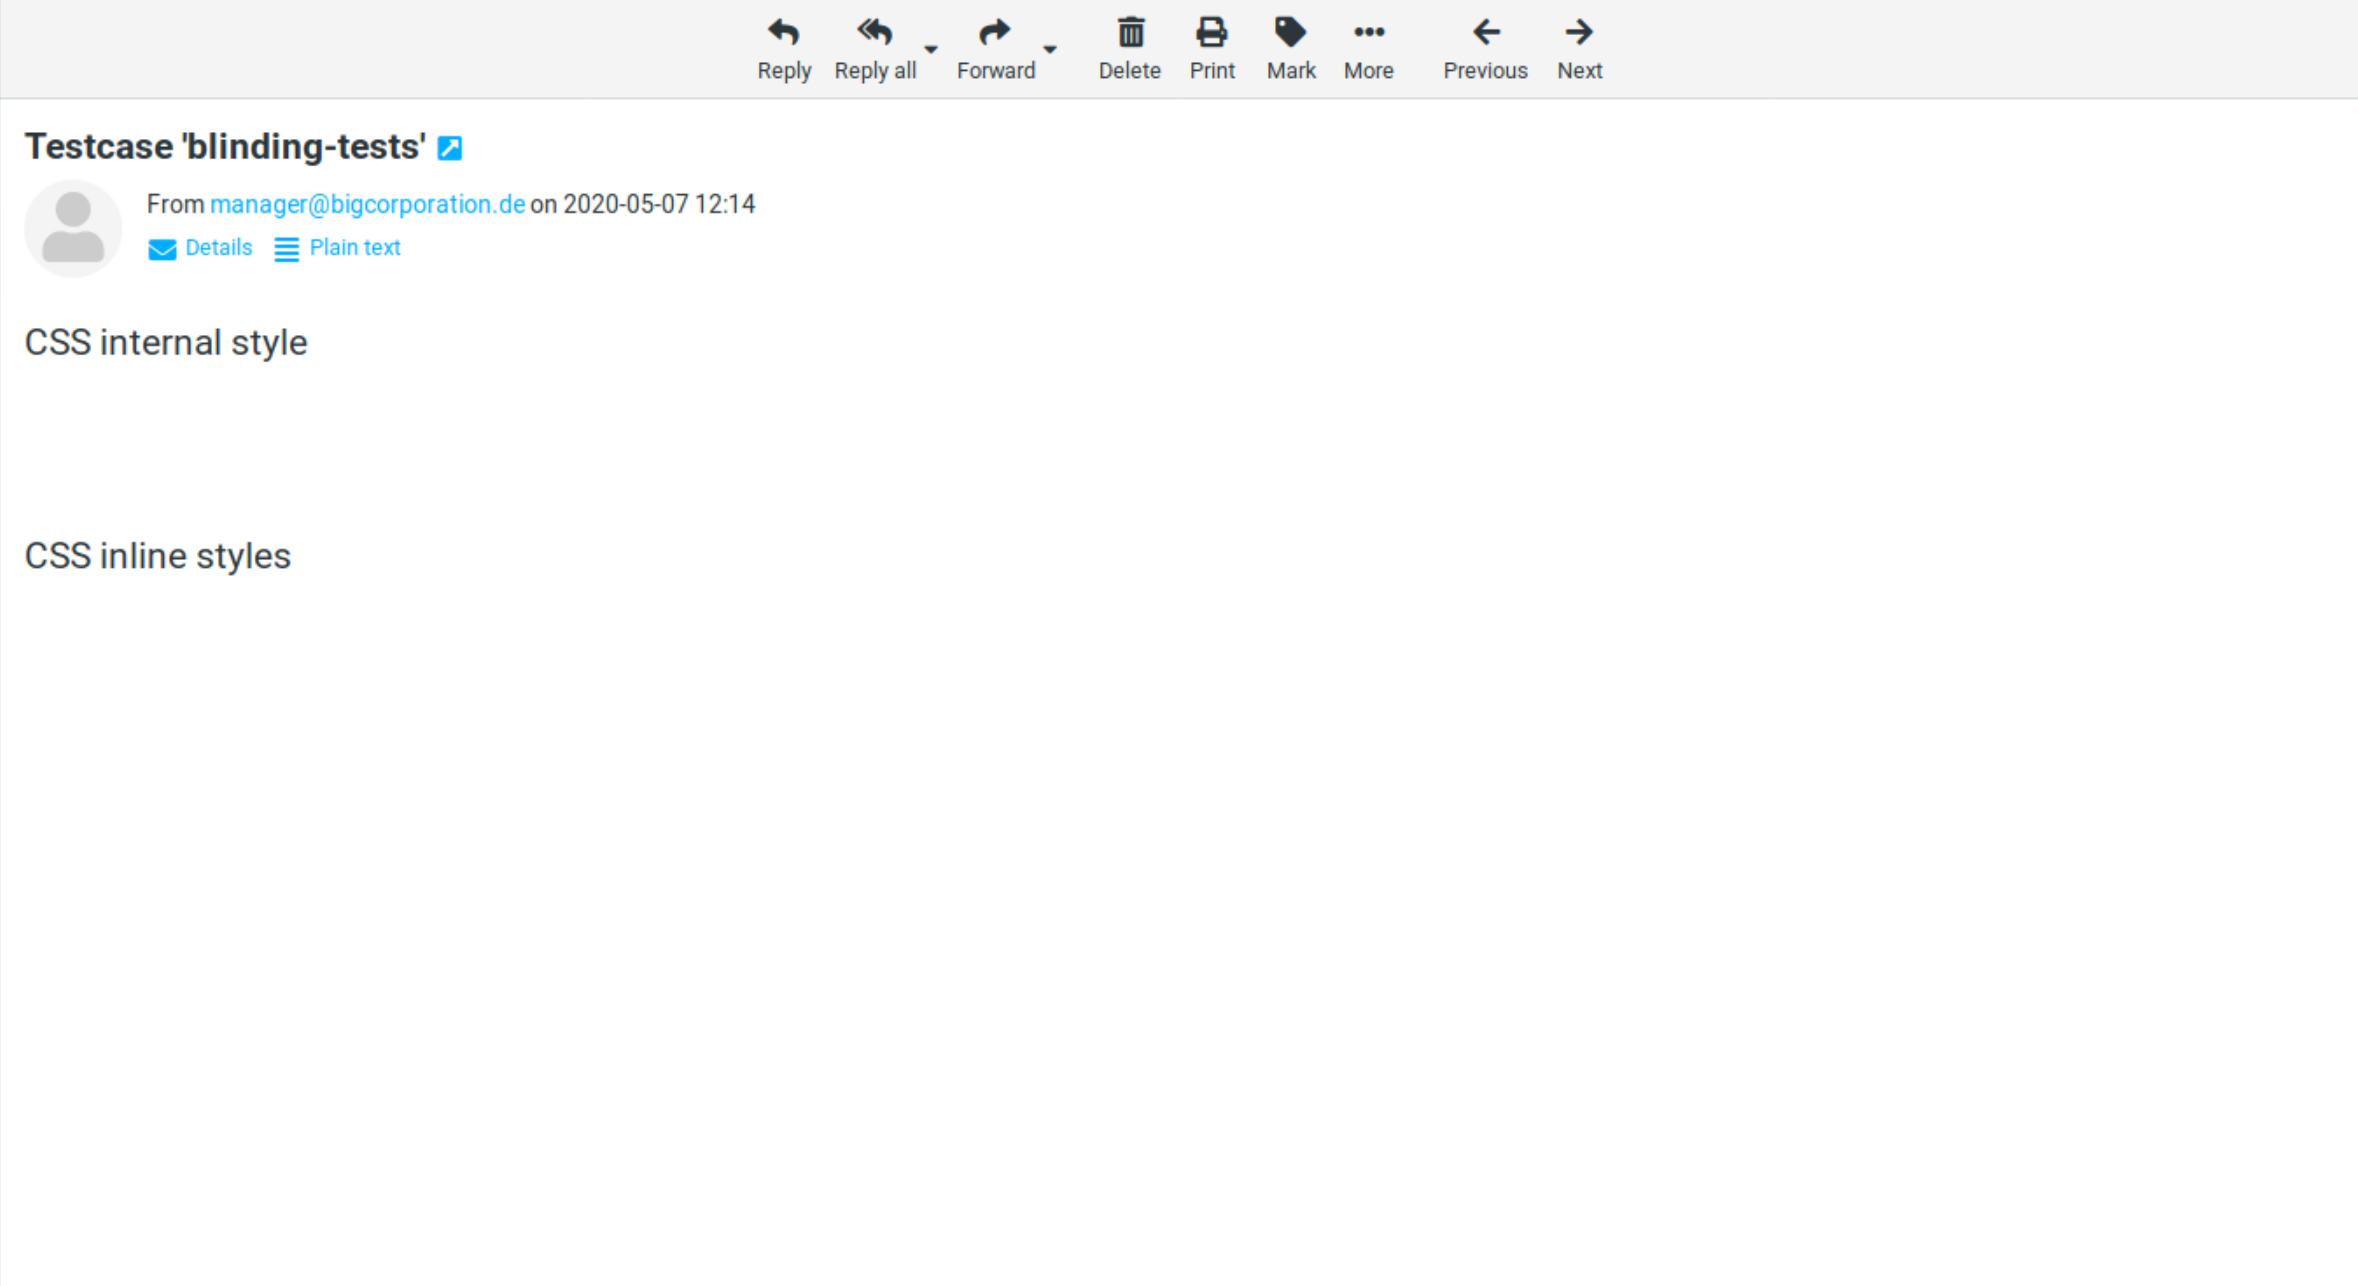 Reply Reply all Forward Delete Print Mark More Previous Next
Testcase 'blinding-tests'
From manager@bigcorporation.de on 2020-05-07 12:14
Details Plain text
CSS internal style
CSS inline styles